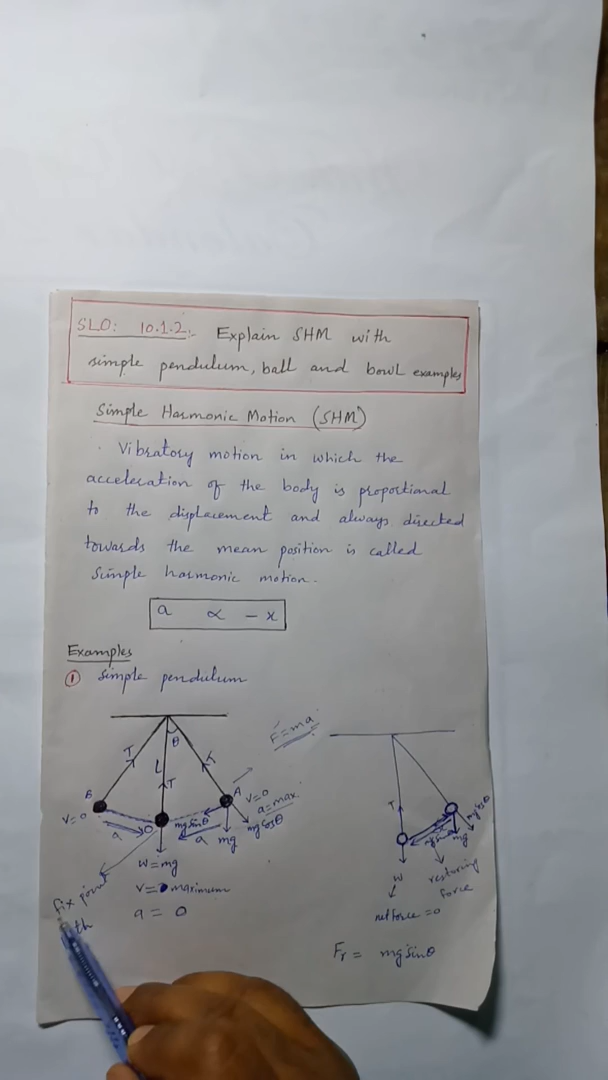 SLO: 10.1.2:- Explain SHM with
simple pendulum, ball and bowl examples
Simple Harmonic Motion (SHM)
Vibratory motion in which the
acceleration of the body is proportional
to the displacement and always directed
towards the mean position is called
simple harmonic motion.
a ∝ - x
Examples
① simple pendulum
θ
F = ma
T
L
T
T
B
A
V=0
V=0
a=max.
a
O
mg sinθ
a
mg
mg cosθ
W=mg
V= maximum
a = 0
fix point
th
T
mg
W
restoring
force
net force = 0
Fr = mg sinθ